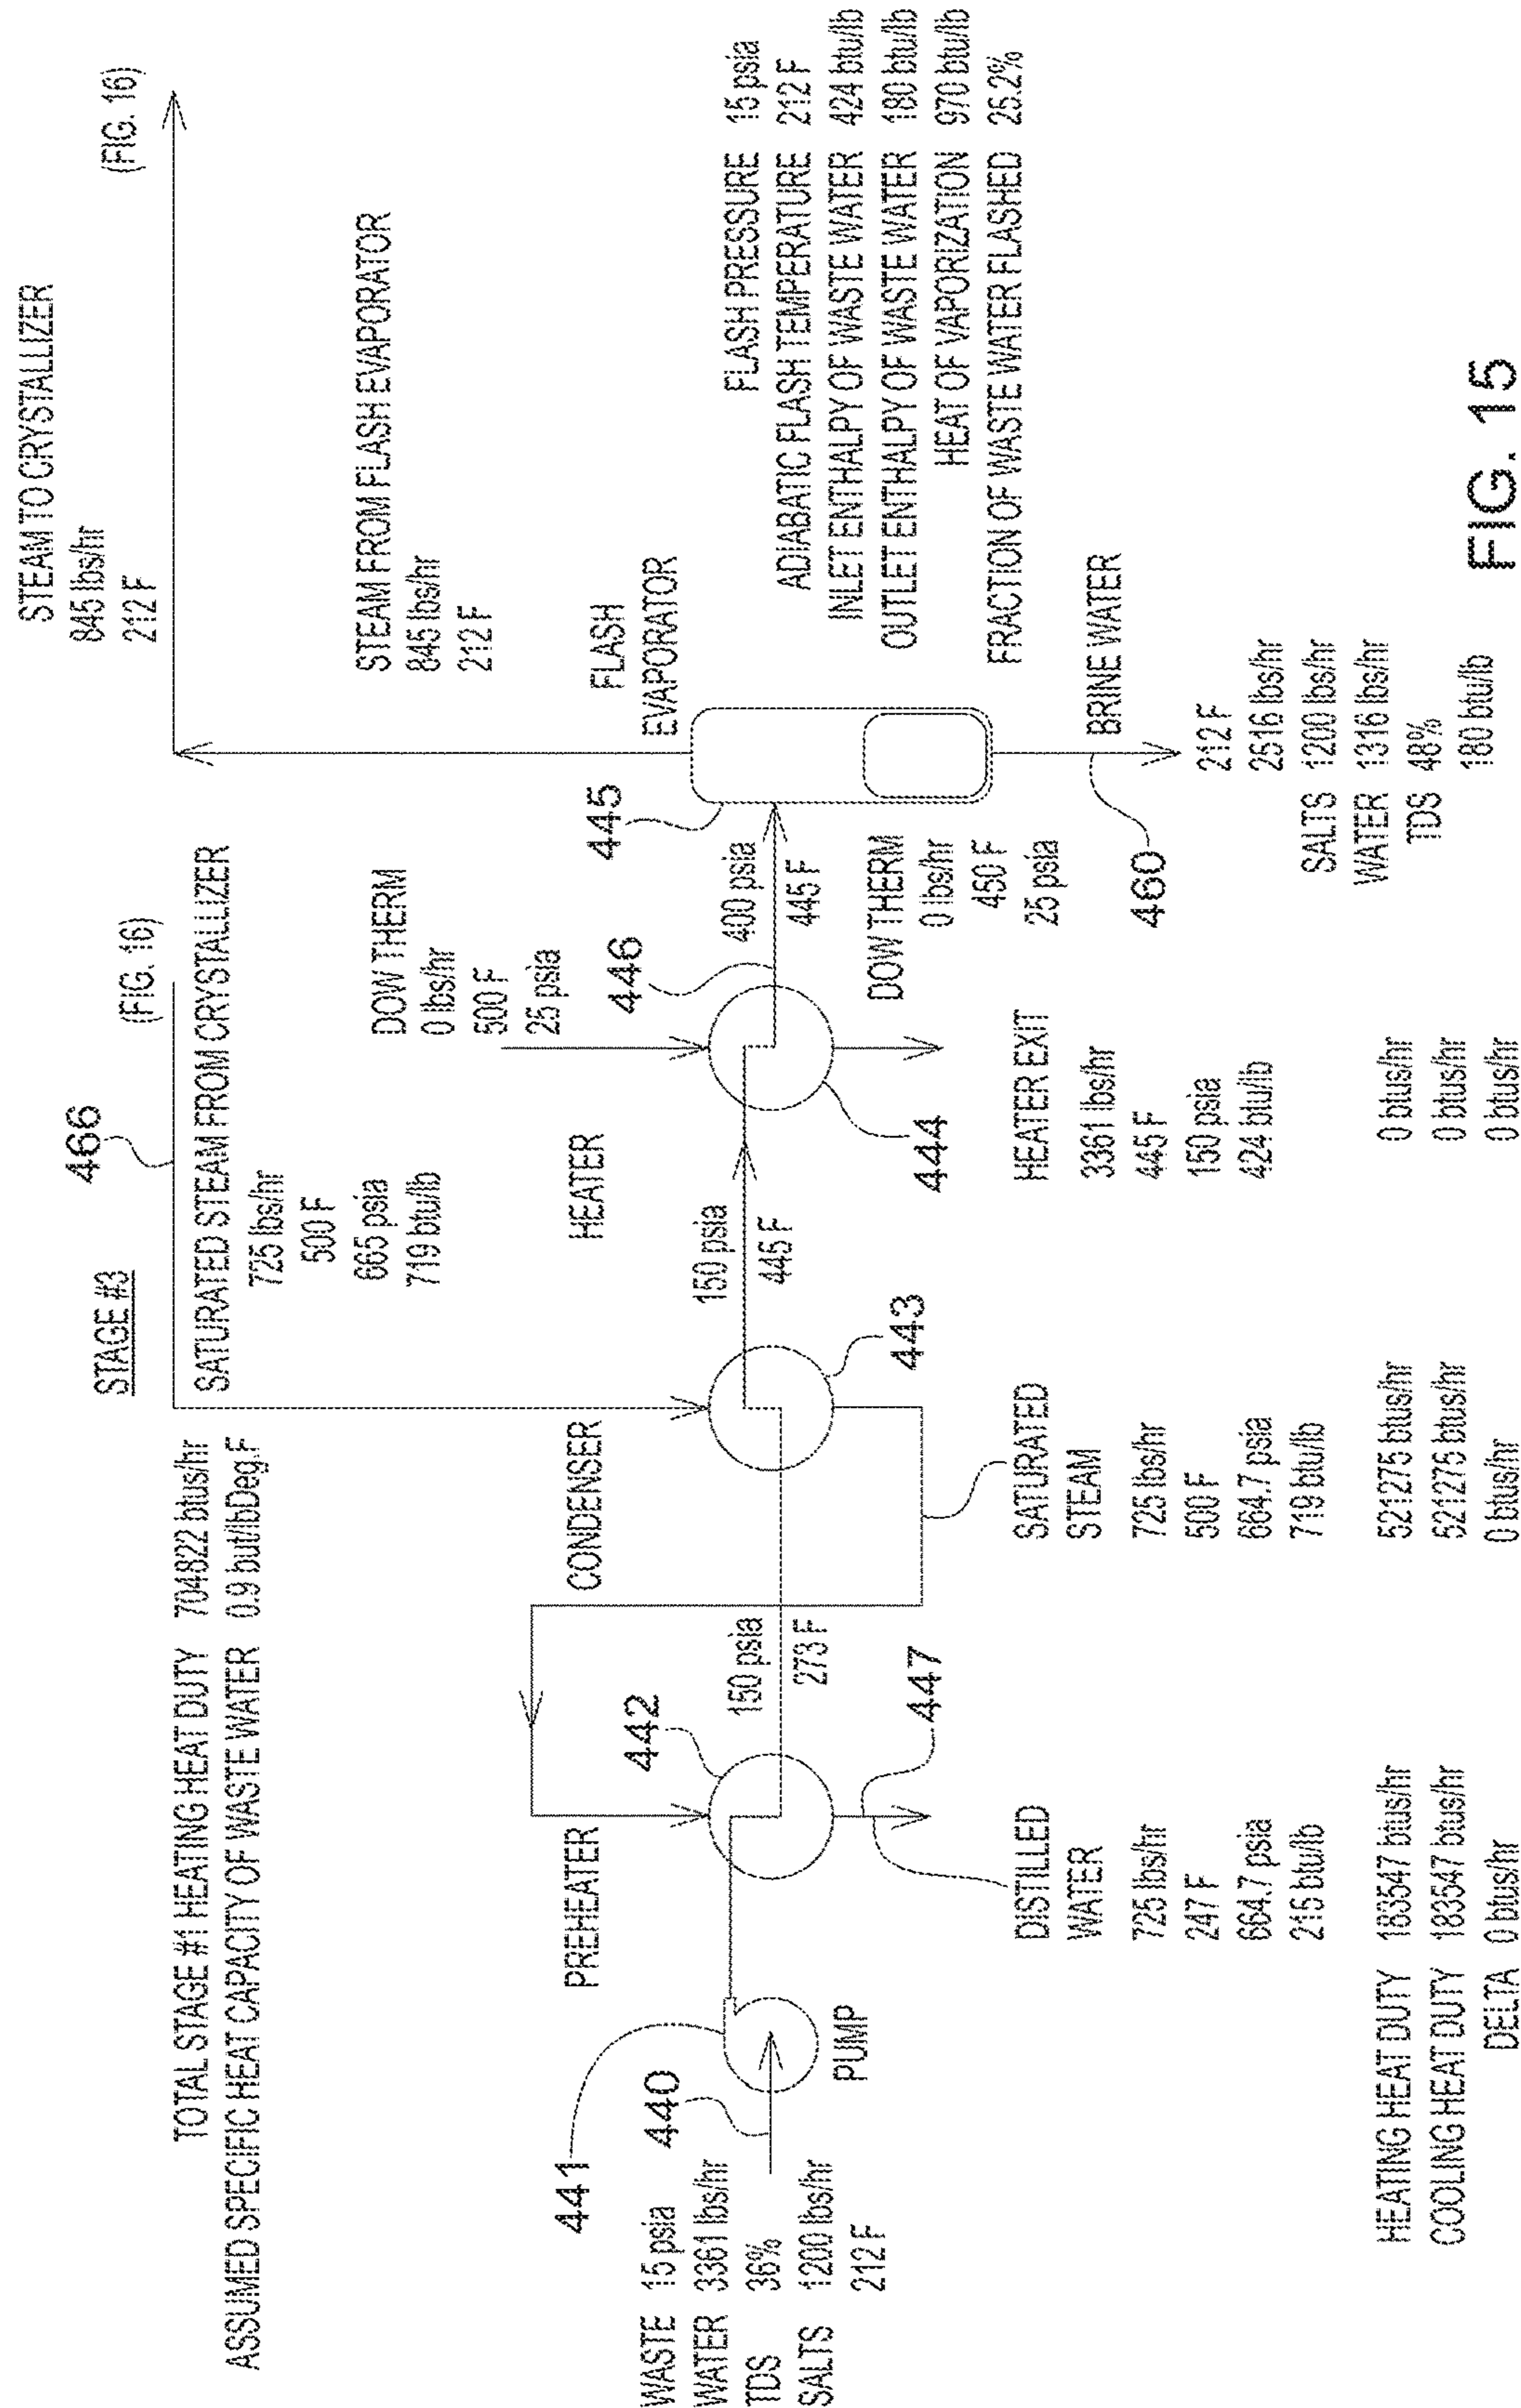 STAGE #3
TOTAL STAGE #1 HEATING HEAT DUTY 704822 btus/hr
ASSUMED SPECIFIC HEAT CAPACITY OF WASTE WATER 0.9 but/lbDeg.F
466
(FIG. 16)
SATURATED STEAM FROM CRYSTALLIZER
725 lbs/hr
500 F
665 psia
719 btu/lb
STEAM TO CRYSTALLIZER
845 lbs/hr
212 F
(FIG. 16)
STEAM FROM FLASH EVAPORATOR
845 lbs/hr
212 F
DOW THERM
0 lbs/hr
500 F
25 psia
441
PREHEATER
442
CONDENSER
HEATER
446
445
FLASH
EVAPORATOR
WASTE 15 psia
WATER 3361 lbs/hr
TDS 36%
SALTS 1200 lbs/hr
212 F
440
PUMP
150 psia
273 F
447
150 psia
445 F
443
400 psia
445 F
444
DOW THERM
0 lbs/hr
450 F
25 psia
FLASH PRESSURE 15 psia
ADIABATIC FLASH TEMPERATURE 212 F
INLET ENTHALPY OF WASTE WATER 424 btu/lb
OUTLET ENTHALPY OF WASTE WATER 180 btu/lb
HEAT OF VAPORIZATION 970 btu/lb
FRACTION OF WASTE WATER FLASHED 25.2%
DISTILLED
WATER
725 lbs/hr
247 F
664.7 psia
215 btu/lb
SATURATED
STEAM
725 lbs/hr
500 F
664.7 psia
719 btu/lb
HEATER EXIT
3361 lbs/hr
445 F
150 psia
424 btu/lb
460
BRINE WATER
212 F
2516 lbs/hr
SALTS 1200 lbs/hr
WATER 1316 lbs/hr
TDS 48%
180 btu/lb
HEATING HEAT DUTY 183547 btus/hr 521275 btus/hr 0 btus/hr
COOLING HEAT DUTY 183547 btus/hr 521275 btus/hr 0 btus/hr
DELTA 0 btus/hr 0 btus/hr 0 btus/hr
FIG. 15